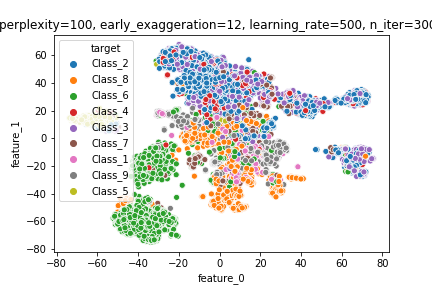 perplexity=100, early_exaggeration=12, learning_rate=500, n_iter=300
target
Class_2
Class_8
Class_6
Class_4
Class_3
Class_7
Class_1
Class_9
Class_5
feature_1
60
40
20
0
−20
−40
−60
−80
−80 −60 −40 −20 0 20 40 60 80
feature_0